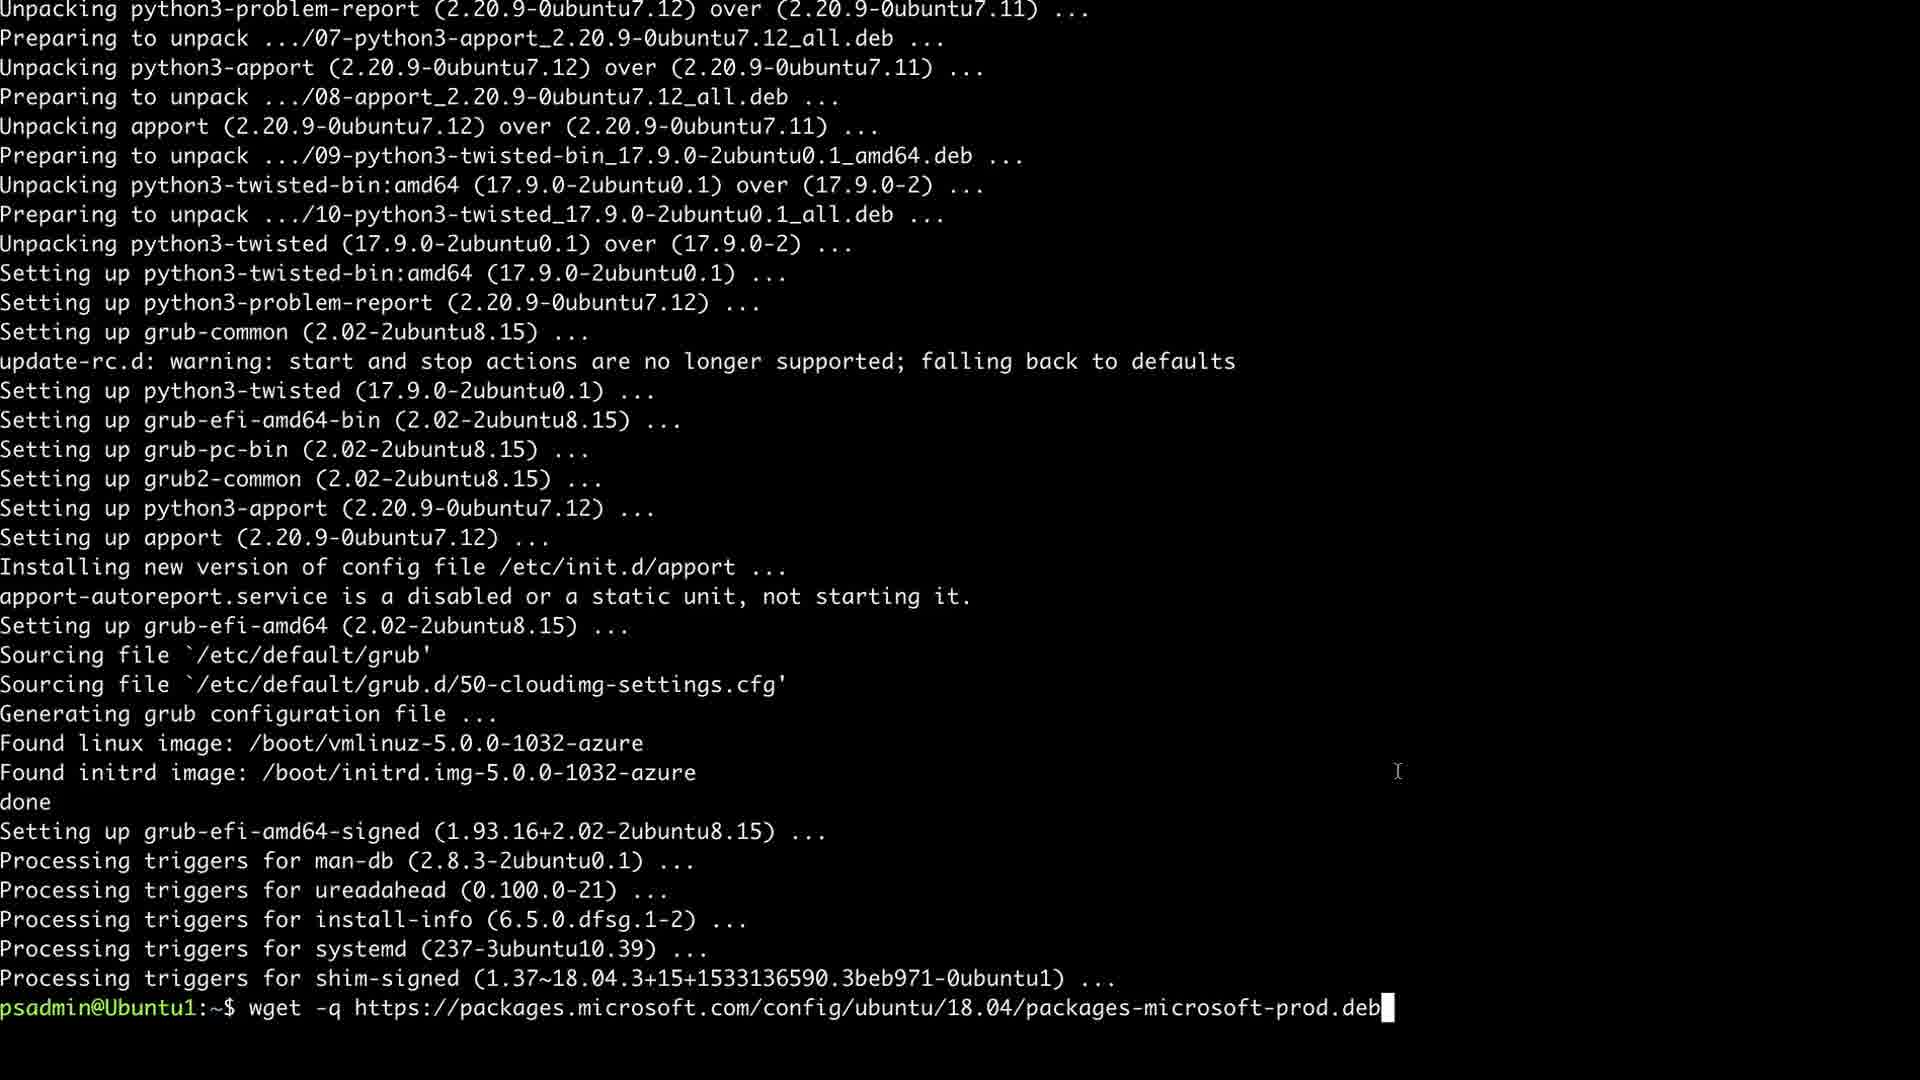 Unpacking python3-problem-report (2.20.9-0ubuntu7.12) over (2.20.9-0ubuntu7.11) ...
Preparing to unpack .../07-python3-apport_2.20.9-0ubuntu7.12_all.deb ...
Unpacking python3-apport (2.20.9-0ubuntu7.12) over (2.20.9-0ubuntu7.11) ...
Preparing to unpack .../08-apport_2.20.9-0ubuntu7.12_all.deb ...
Unpacking apport (2.20.9-0ubuntu7.12) over (2.20.9-0ubuntu7.11) ...
Preparing to unpack .../09-python3-twisted-bin_17.9.0-2ubuntu0.1_amd64.deb ...
Unpacking python3-twisted-bin:amd64 (17.9.0-2ubuntu0.1) over (17.9.0-2) ...
Preparing to unpack .../10-python3-twisted_17.9.0-2ubuntu0.1_all.deb ...
Unpacking python3-twisted (17.9.0-2ubuntu0.1) over (17.9.0-2) ...
Setting up python3-twisted-bin:amd64 (17.9.0-2ubuntu0.1) ...
Setting up python3-problem-report (2.20.9-0ubuntu7.12) ...
Setting up grub-common (2.02-2ubuntu8.15) ...
update-rc.d: warning: start and stop actions are no longer supported; falling back to defaults
Setting up python3-twisted (17.9.0-2ubuntu0.1) ...
Setting up grub-efi-amd64-bin (2.02-2ubuntu8.15) ...
Setting up grub-pc-bin (2.02-2ubuntu8.15) ...
Setting up grub2-common (2.02-2ubuntu8.15) ...
Setting up python3-apport (2.20.9-0ubuntu7.12) ...
Setting up apport (2.20.9-0ubuntu7.12) ...
Installing new version of config file /etc/init.d/apport ...
apport-autoreport.service is a disabled or a static unit, not starting it.
Setting up grub-efi-amd64 (2.02-2ubuntu8.15) ...
Sourcing file `/etc/default/grub'
Sourcing file `/etc/default/grub.d/50-cloudimg-settings.cfg'
Generating grub configuration file ...
Found linux image: /boot/vmlinuz-5.0.0-1032-azure
Found initrd image: /boot/initrd.img-5.0.0-1032-azure
done
Setting up grub-efi-amd64-signed (1.93.16+2.02-2ubuntu8.15) ...
Processing triggers for man-db (2.8.3-2ubuntu0.1) ...
Processing triggers for ureadahead (0.100.0-21) ...
Processing triggers for install-info (6.5.0.dfsg.1-2) ...
Processing triggers for systemd (237-3ubuntu10.39) ...
Processing triggers for shim-signed (1.37~18.04.3+15+1533136590.3beb971-0ubuntu1) ...
psadmin@Ubuntu1:~$ wget -q https://packages.microsoft.com/config/ubuntu/18.04/packages-microsoft-prod.deb